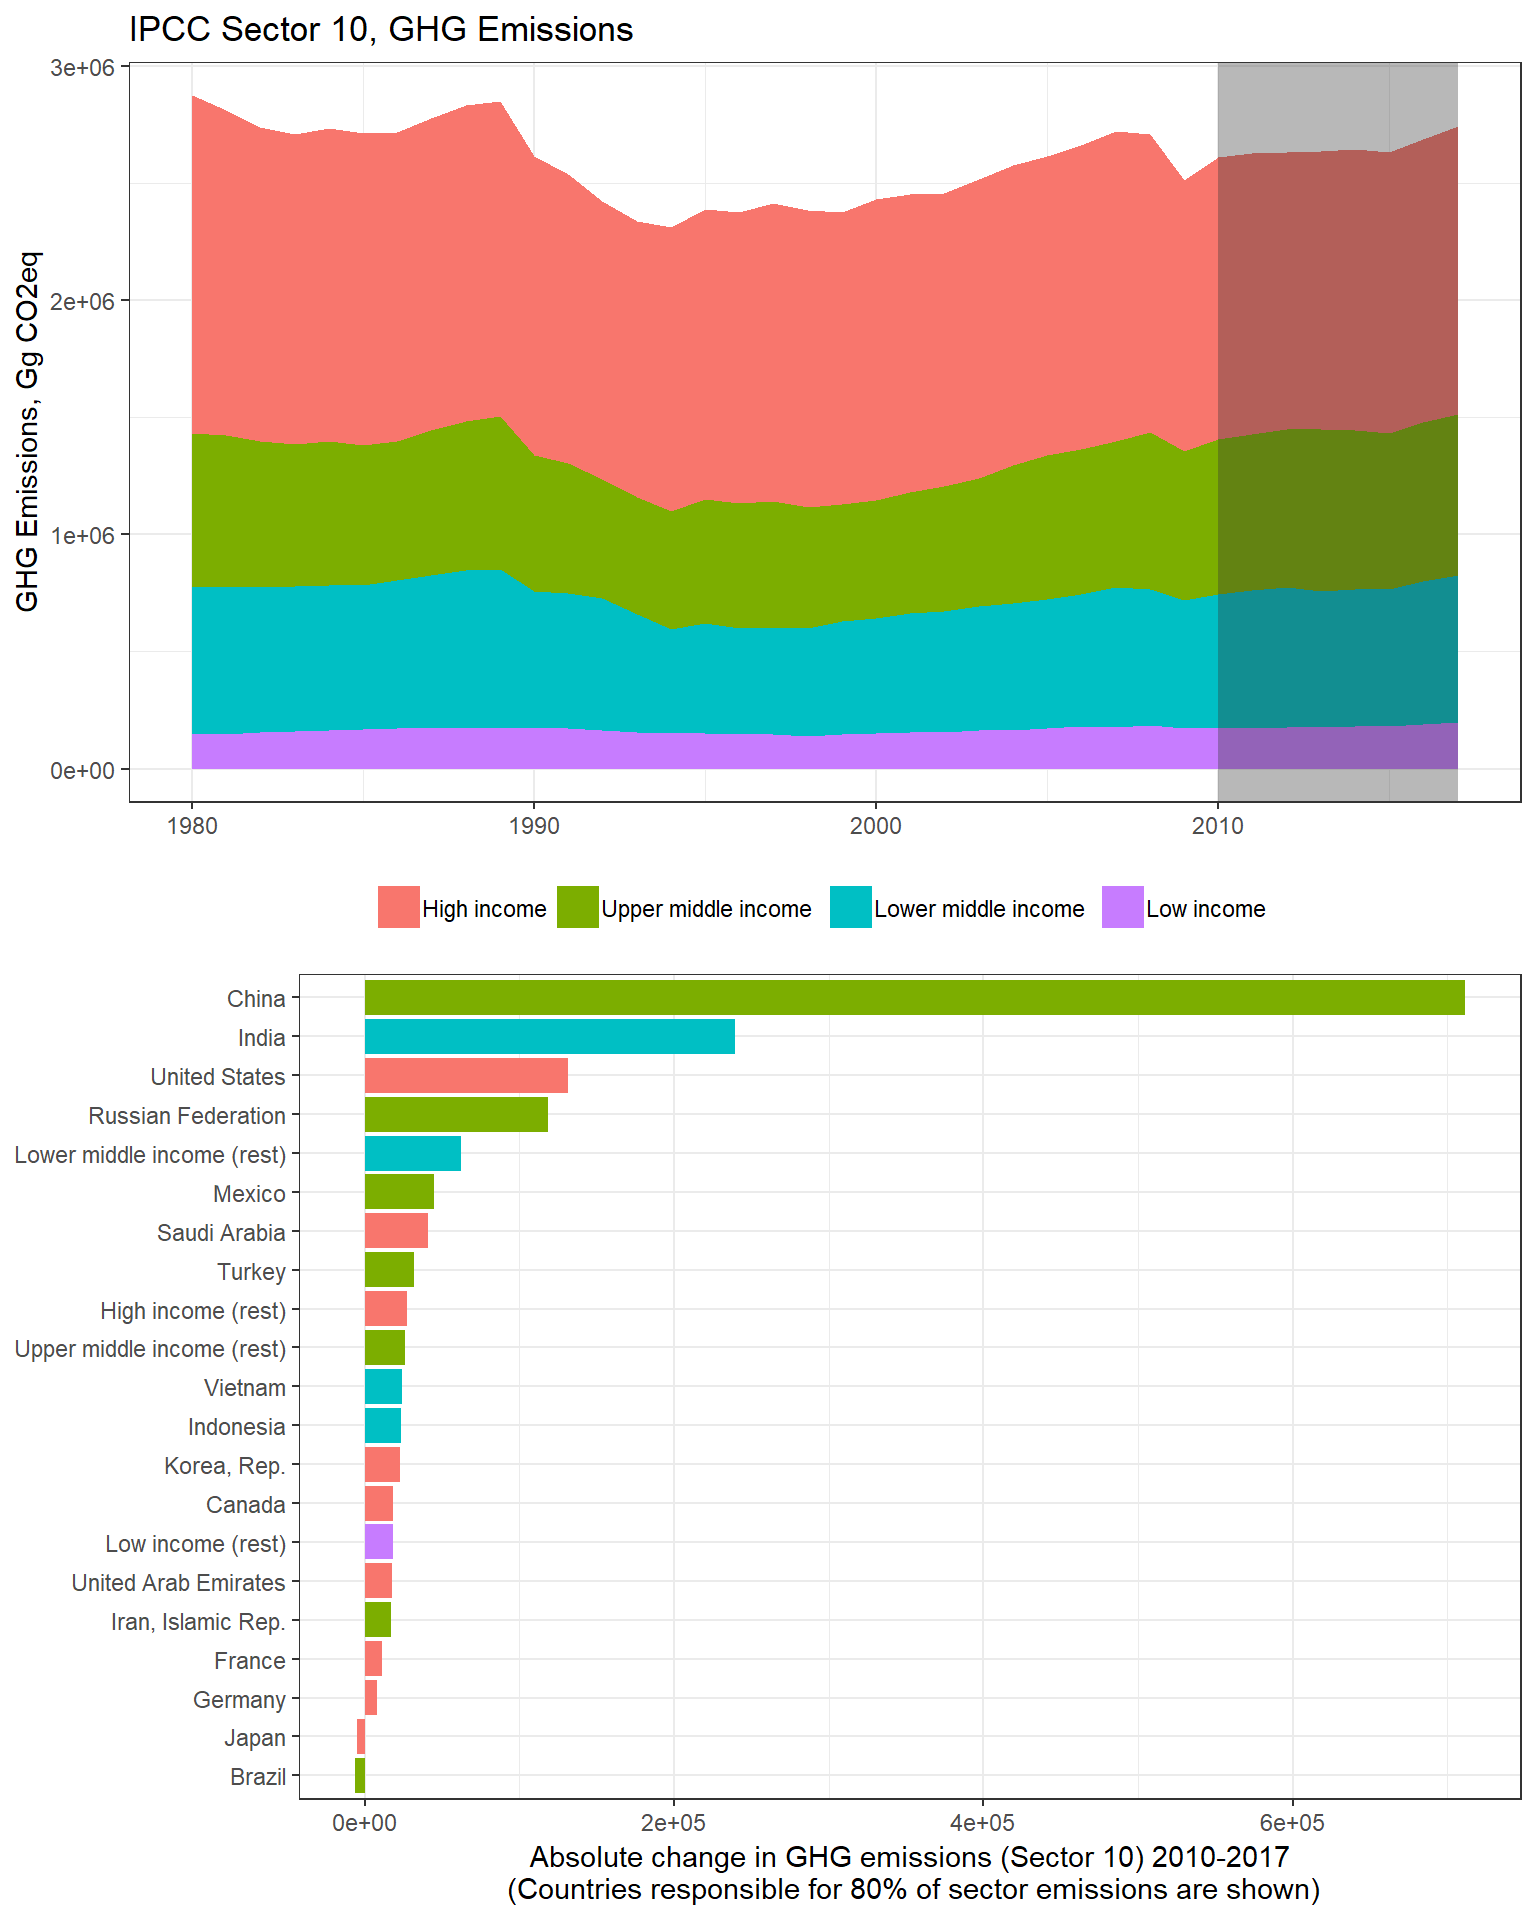 IPCC Sector 10, GHG Emissions
GHG Emissions, Gg CO2eq
3e+06
2e+06
1e+06
0e+00
1980 1990 2000 2010
High income Upper middle income Lower middle income Low income
China
India
United States
Russian Federation
Lower middle income (rest)
Mexico
Saudi Arabia
Turkey
High income (rest)
Upper middle income (rest)
Vietnam
Indonesia
Korea, Rep.
Canada
Low income (rest)
United Arab Emirates
Iran, Islamic Rep.
France
Germany
Japan
Brazil
0e+00 2e+05 4e+05 6e+05
Absolute change in GHG emissions (Sector 10) 2010-2017
(Countries responsible for 80% of sector emissions are shown)